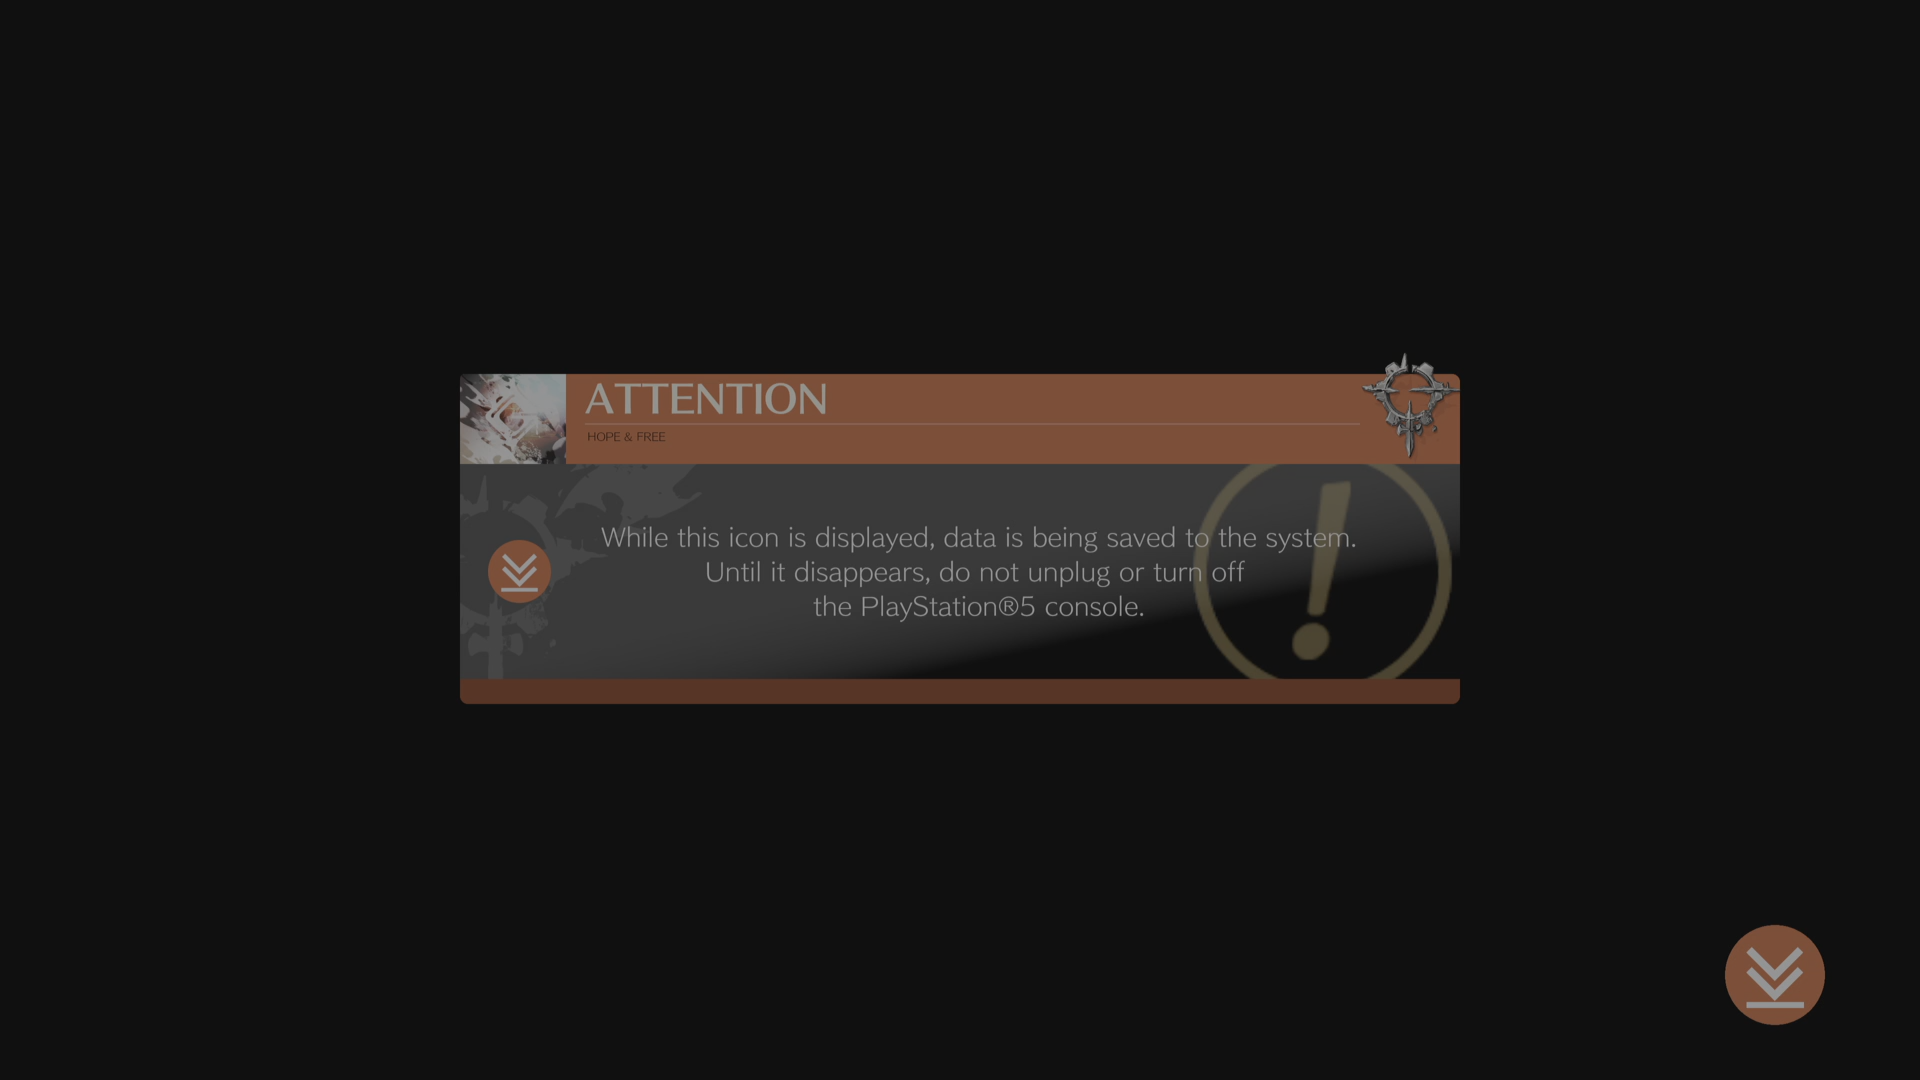 ATTENTION
HOPE & FREE
While this icon is displayed, data is being saved to the system.
Until it disappears, do not unplug or turn off
the PlayStation®5 console.